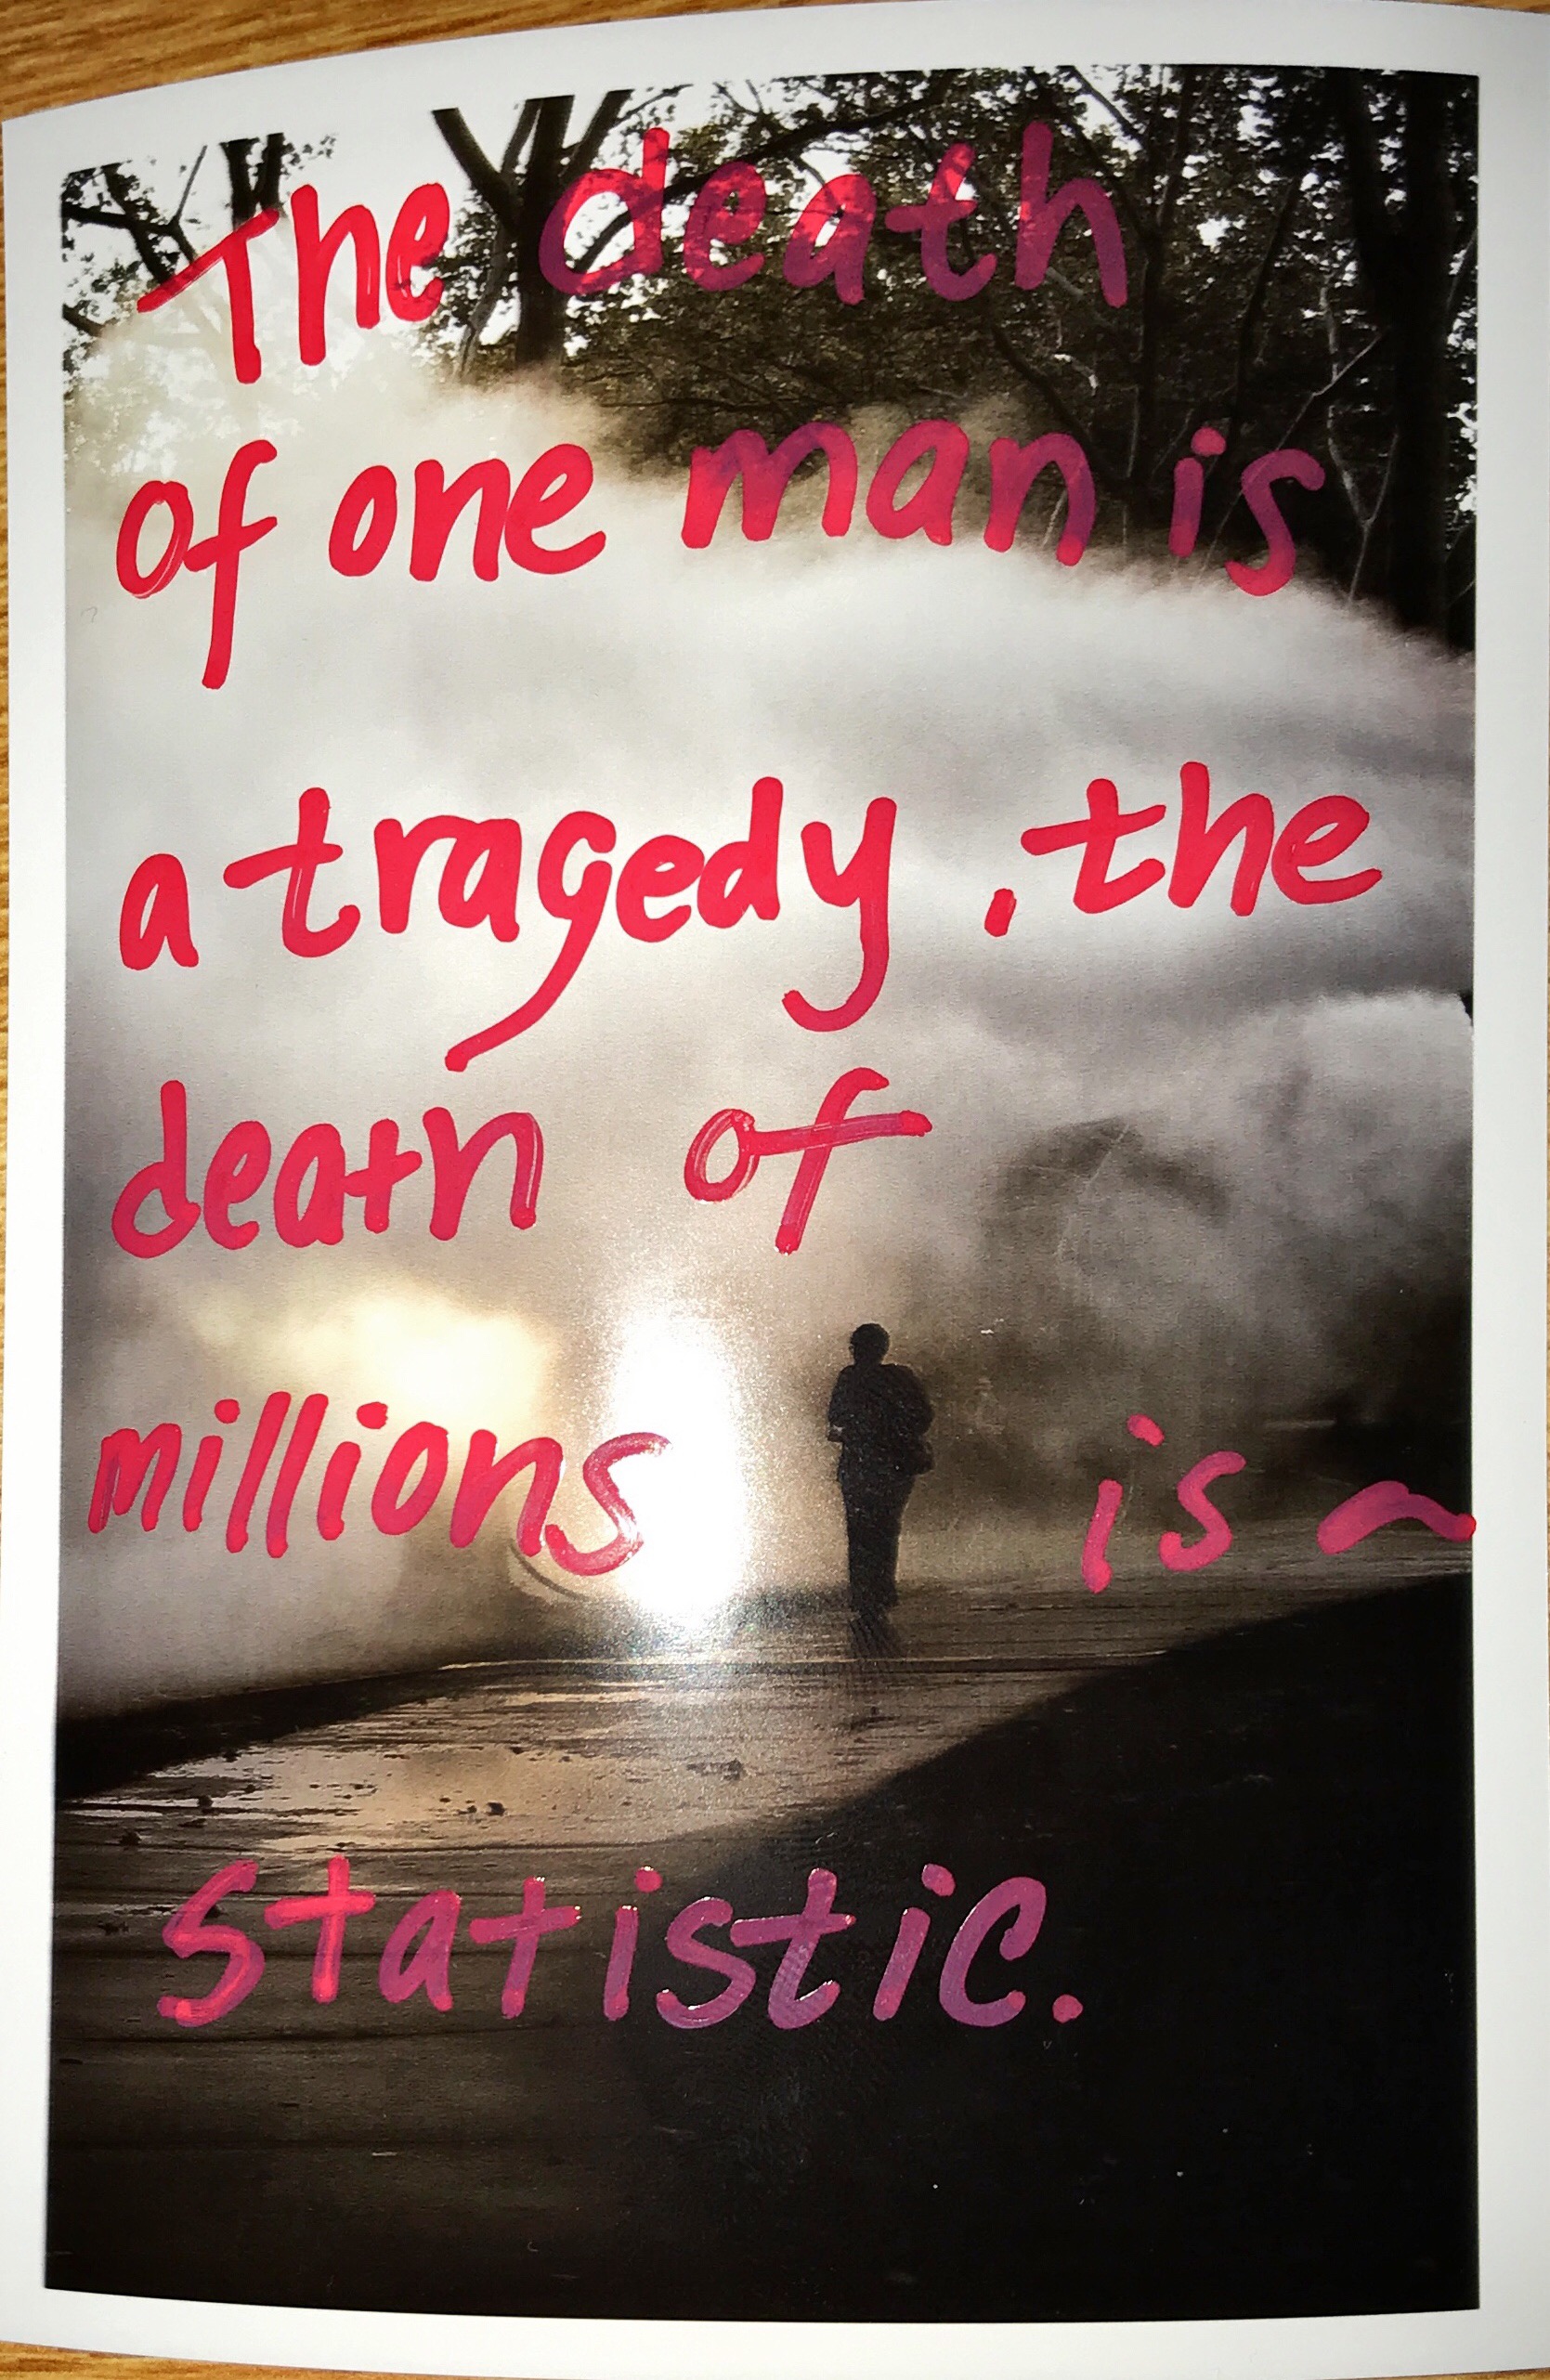 The death
of one man is
a tragedy, the
death of
millions is a
statistic.